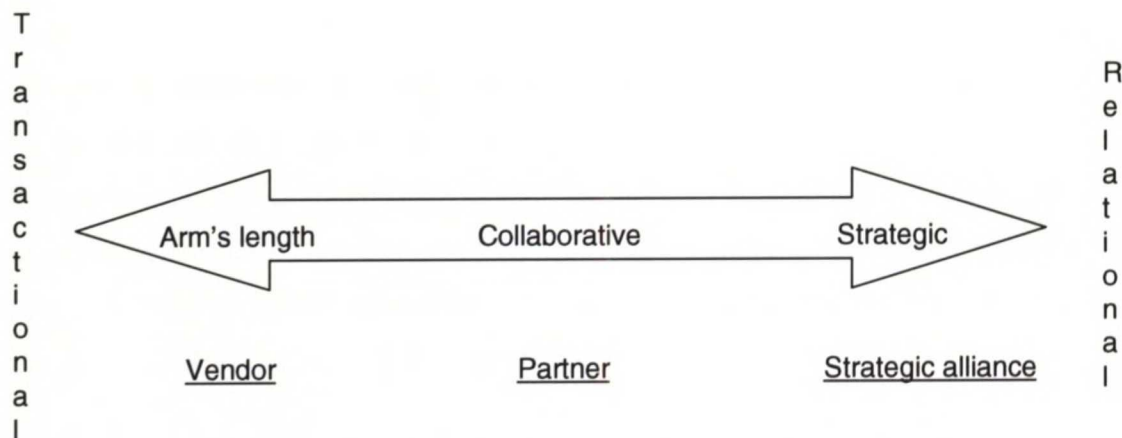 Transactional
Arm's length Collaborative Strategic
Vendor Partner Strategic alliance
Relational